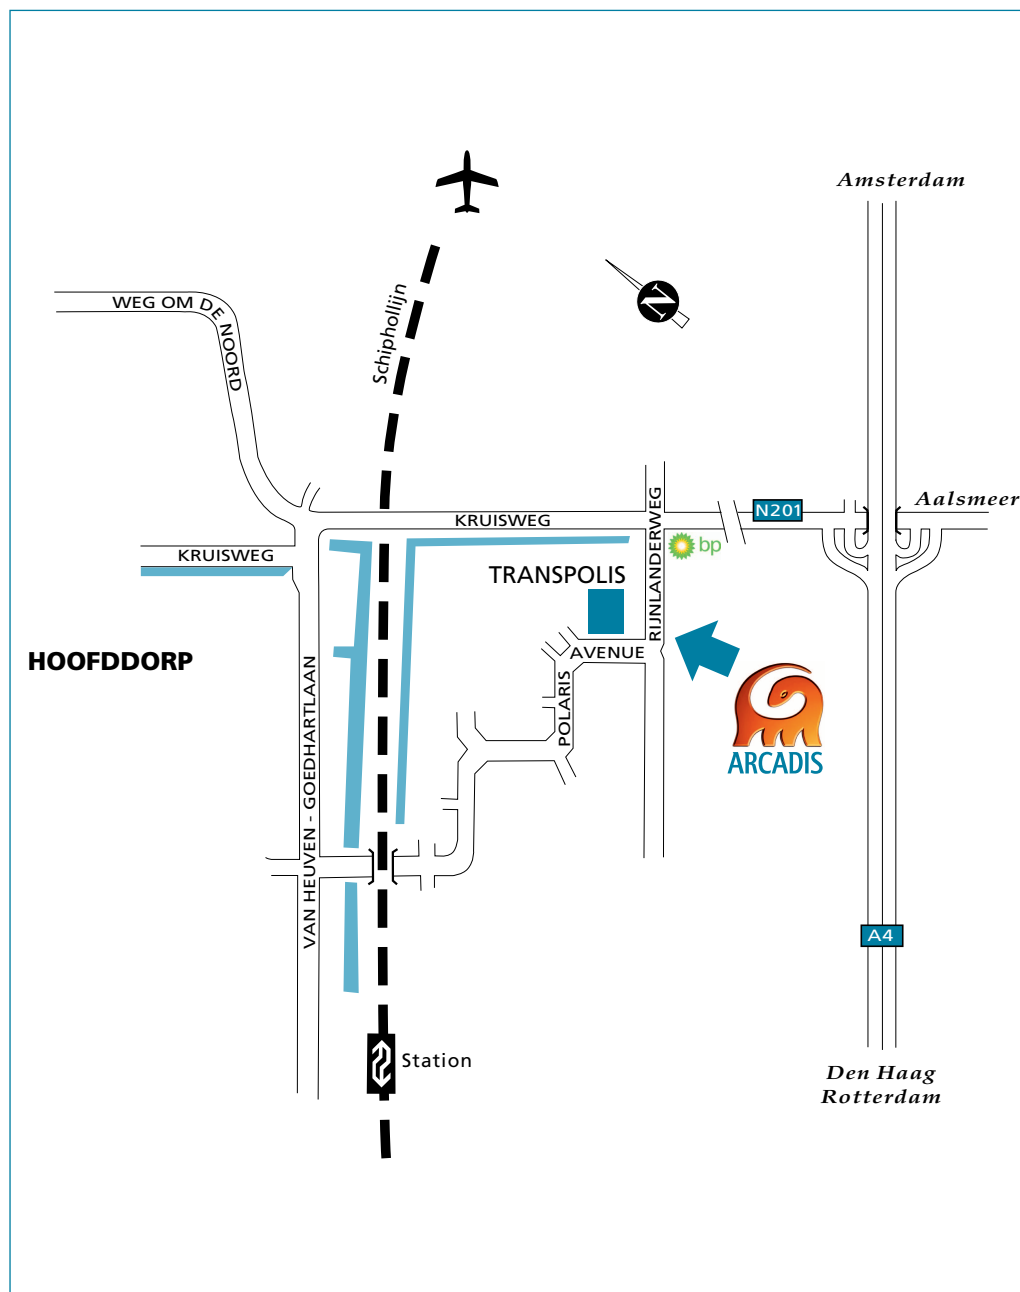 Amsterdam
Schiphollijn
N
WEG OM DE NOORD
Aalsmeer
N201
KRUISWEG
RIJNLANDERWEG
bp
KRUISWEG
TRANSPOLIS
AVENUE
HOOFDDORP
POLARIS
VAN HEUVEN - GOEDHARTLAAN
ARCADIS
A4
Station
Den Haag
Rotterdam